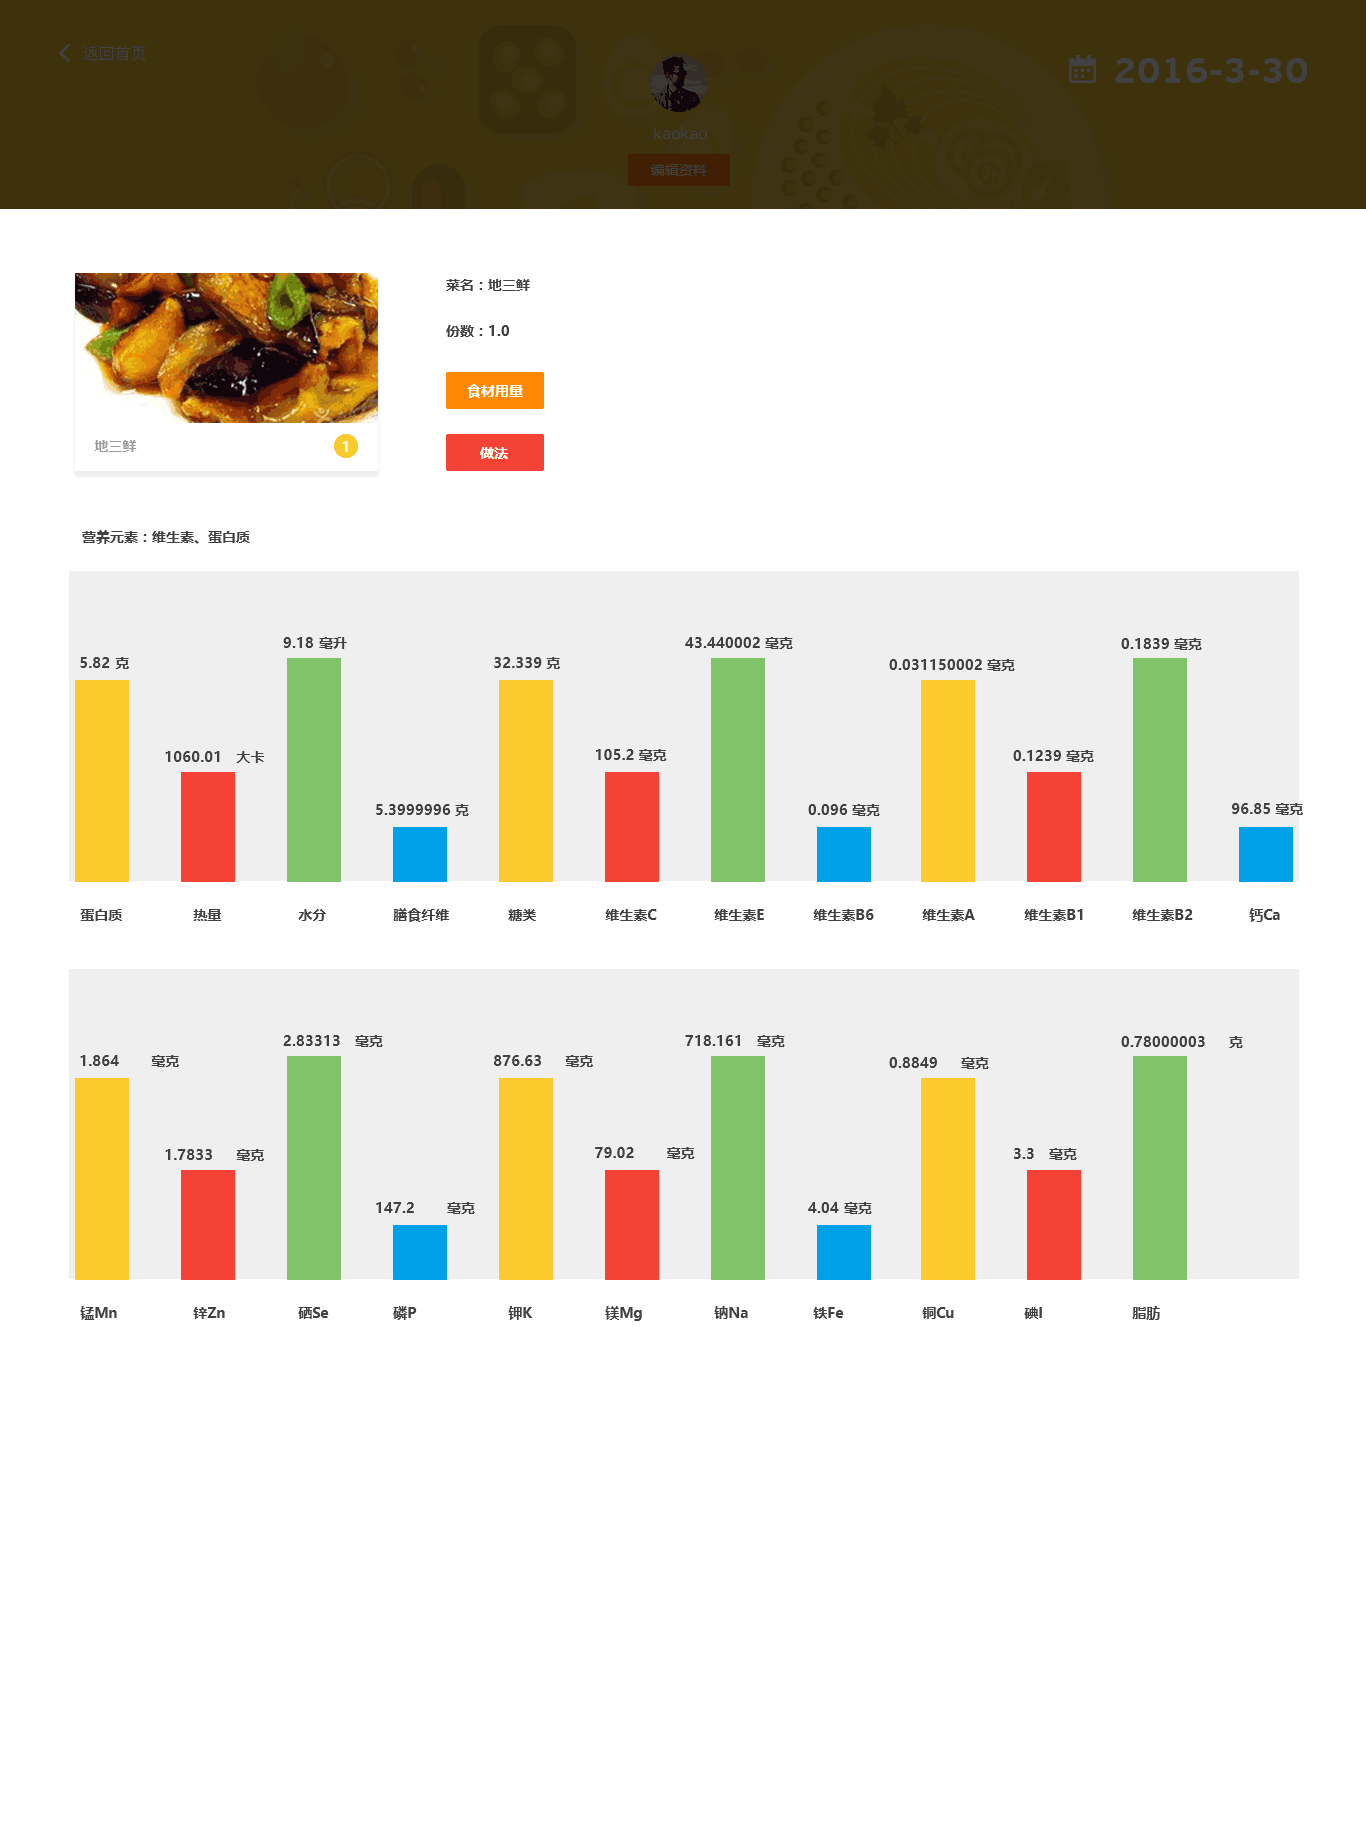 返回首页
2016-3-30
kaokao
编辑资料
菜名：地三鲜
份数：1.0
食材用量
地三鲜 1
做法
营养元素：维生素、蛋白质
9.18 毫升 43.440002 毫克 0.1839 毫克
5.82 克 32.339 克 0.031150002 毫克
1060.01 大卡 105.2 毫克 0.1239 毫克
5.3999996 克 0.096 毫克 96.85 毫克
蛋白质 热量 水分 膳食纤维 糖类 维生素C 维生素E 维生素B6 维生素A 维生素B1 维生素B2 钙Ca
2.83313 毫克 718.161 毫克 0.78000003 克
1.864 毫克 876.63 毫克 0.8849 毫克
1.7833 毫克 79.02 毫克 3.3 毫克
147.2 毫克 4.04 毫克
锰Mn 锌Zn 硒Se 磷P 钾K 镁Mg 钠Na 铁Fe 铜Cu 碘I 脂肪